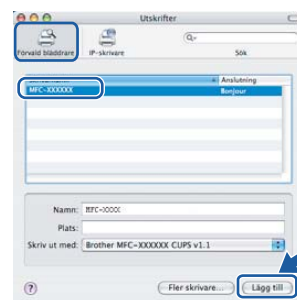 Utskrifter
Förvald bläddrare IP-skrivare Sök
Anslutning
MFC-XXXXXX Bonjour
Namn: MFC-XXXX
Plats:
Skriv ut med: Brother MFC-XXXXXX CUPS v1.1
? Fler skrivare... Lägg till